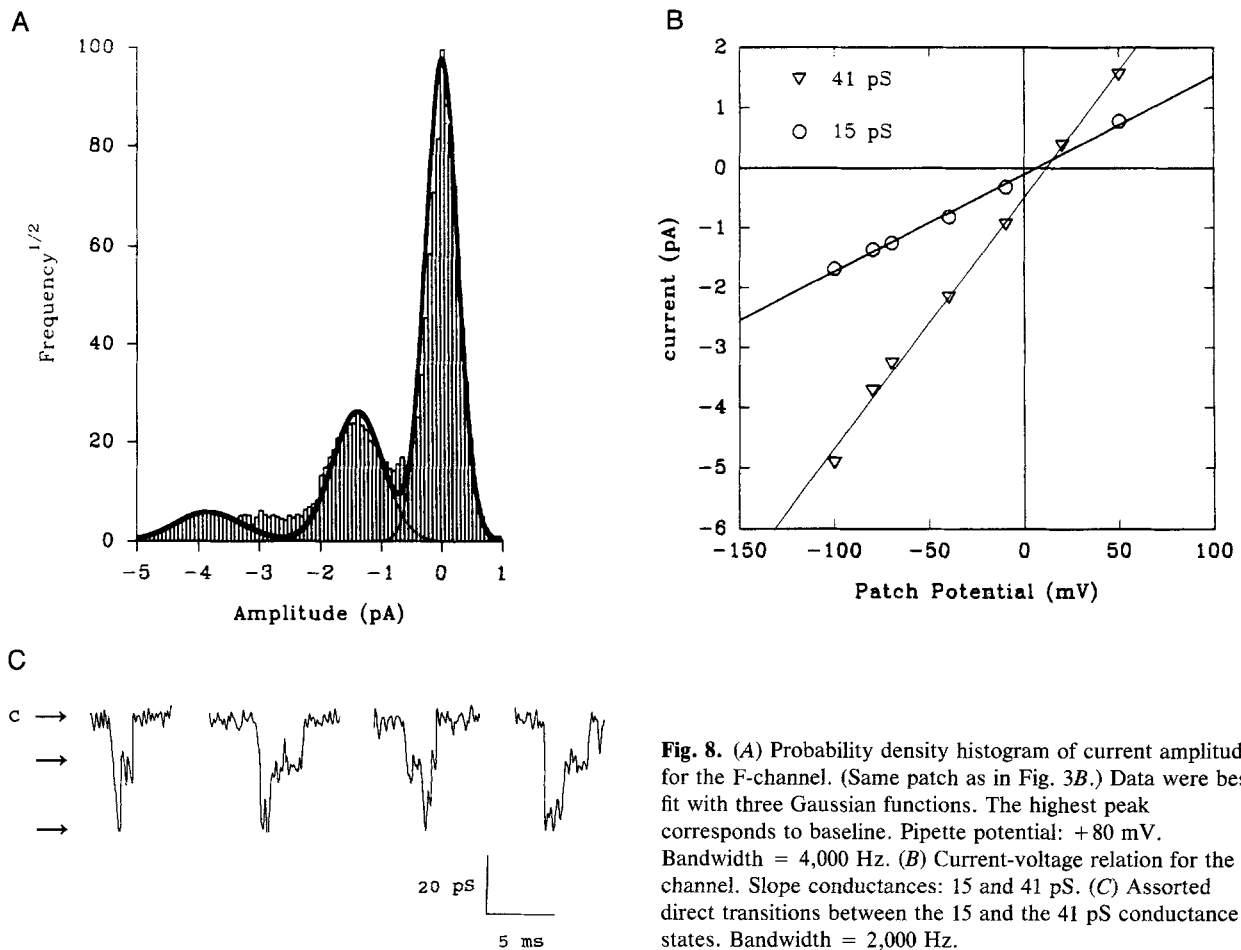 A
100
80
60
40
20
0
Frequency1/2
-5 -4 -3 -2 -1 0 1
Amplitude (pA)
B
2
1
0
-1
-2
-3
-4
-5
-6
current (pA)
▽ 41 pS
○ 15 pS
-150 -100 -50 0 50 100
Patch Potential (mV)
C
C →
→
→
20 pS
5 ms
Fig. 8. (A) Probability density histogram of current amplitud
for the F-channel. (Same patch as in Fig. 3B.) Data were bes
fit with three Gaussian functions. The highest peak
corresponds to baseline. Pipette potential: +80 mV.
Bandwidth = 4,000 Hz. (B) Current-voltage relation for the
channel. Slope conductances: 15 and 41 pS. (C) Assorted
direct transitions between the 15 and the 41 pS conductance
states. Bandwidth = 2,000 Hz.